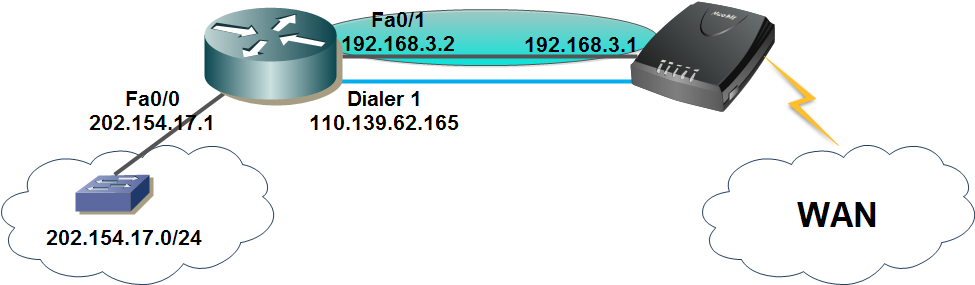 Fa0/1
192.168.3.2
192.168.3.1
Fa0/0
202.154.17.1
Dialer 1
110.139.62.165
202.154.17.0/24
WAN